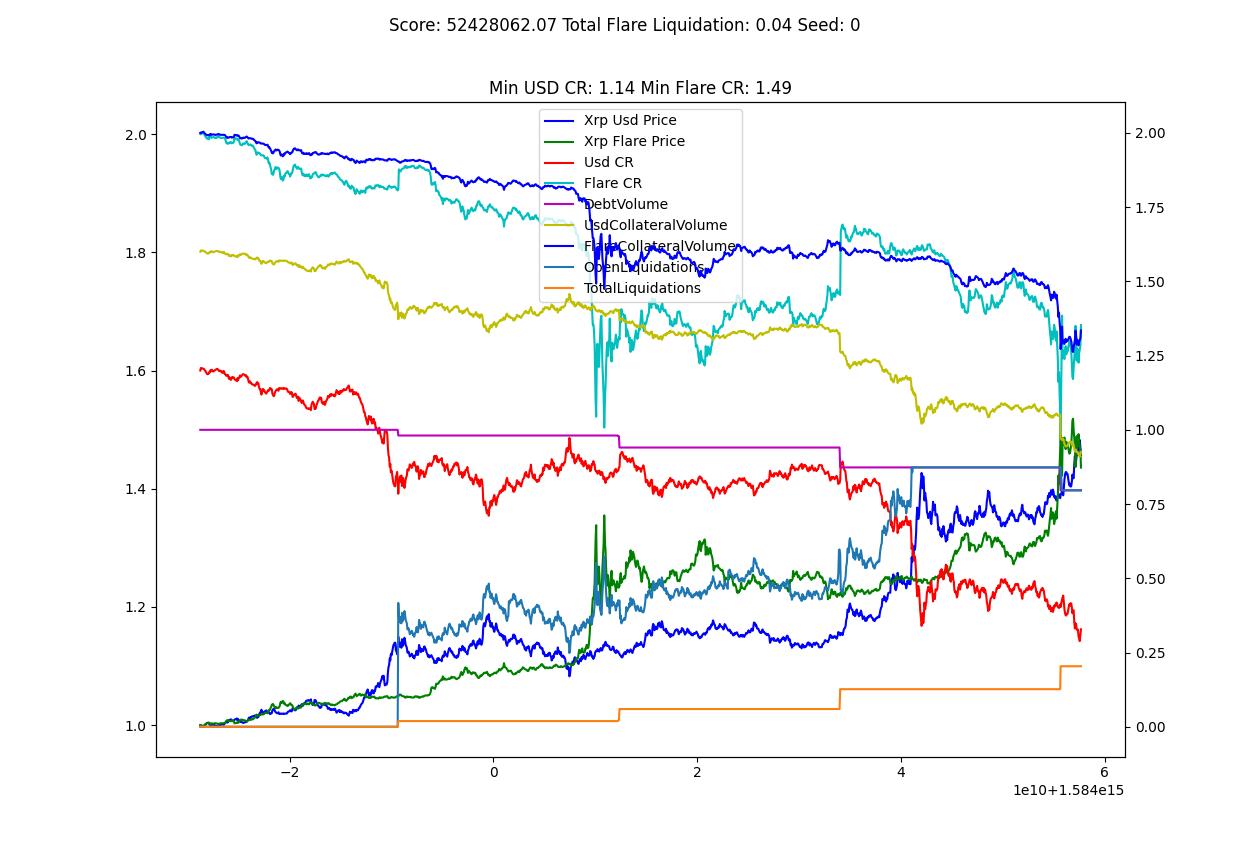 Score: 52428062.07 Total Flare Liquidation: 0.04 Seed: 0
Min USD CR: 1.14 Min Flare CR: 1.49
Xrp Usd Price
Xrp Flare Price
Usd CR
Flare CR
DebtVolume
UsdCollateralVolume
FlareCollateralVolume
OpenLiquidations
TotalLiquidations
2.0
1.8
1.6
1.4
1.2
1.0
2.00
1.75
1.50
1.25
1.00
0.75
0.50
0.25
0.00
−2
0
2
4
6
1e10+1.584e15